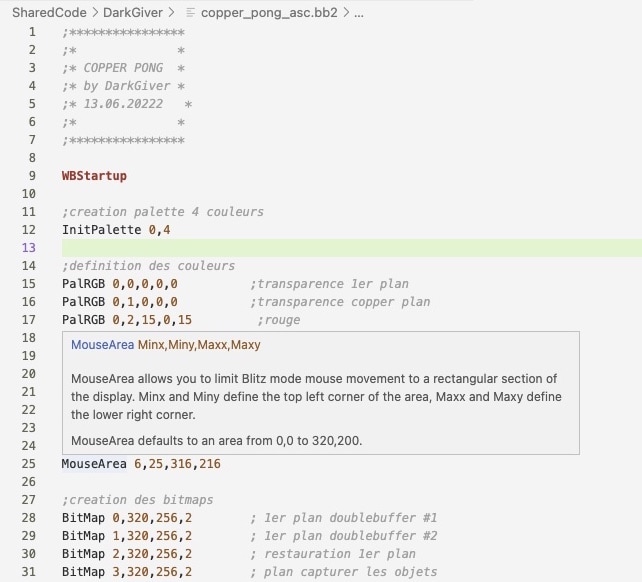 SharedCode > DarkGiver > copper_pong_asc.bb2 > ...
1 ;****************
2 ;* *
3 ;* COPPER PONG *
4 ;* by DarkGiver *
5 ;* 13.06.20222 *
6 ;* *
7 ;****************
8
9 WBStartup
10
11 ;creation palette 4 couleurs
12 InitPalette 0,4
13
14 ;definition des couleurs
15 PalRGB 0,0,0,0,0 ;transparence 1er plan
16 PalRGB 0,1,0,0,0 ;transparence copper plan
17 PalRGB 0,2,15,0,15 ;rouge
18 MouseArea Minx,Miny,Maxx,Maxy
19
20 MouseArea allows you to limit Blitz mode mouse movement to a rectangular section of
21 the display. Minx and Miny define the top left corner of the area, Maxx and Maxy define
22 the lower right corner.
23
24 MouseArea defaults to an area from 0,0 to 320,200.
25 MouseArea 6,25,316,216
26
27 ;creation des bitmaps
28 BitMap 0,320,256,2 ; 1er plan doublebuffer #1
29 BitMap 1,320,256,2 ; 1er plan doublebuffer #2
30 BitMap 2,320,256,2 ; restauration 1er plan
31 BitMap 3,320,256,2 ; plan capturer les objets